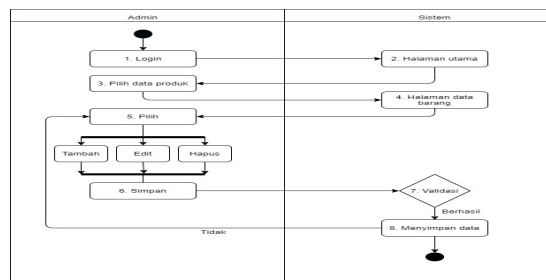 Admin
Sistem
1. Login
2. Halaman utama
3. Pilih data produk
4. Halaman data
barang
5. Pilih
Tambah
Edit
Hapus
6. Simpan
7. Validasi
Berhasil
8. Menyimpan data
Tidak